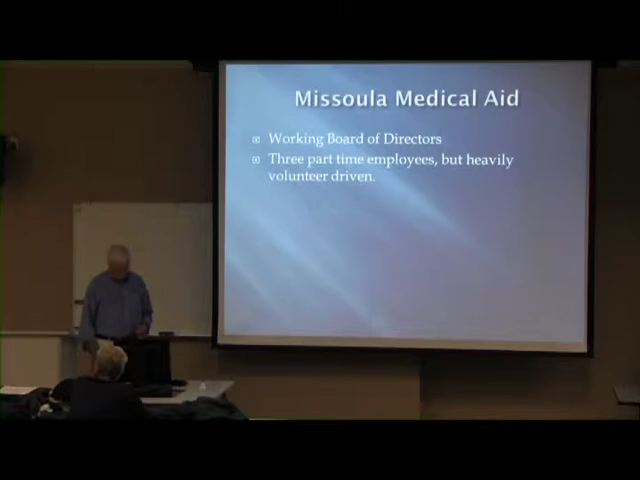 Missoula Medical Aid
Working Board of Directors
Three part time employees, but heavily
volunteer driven.